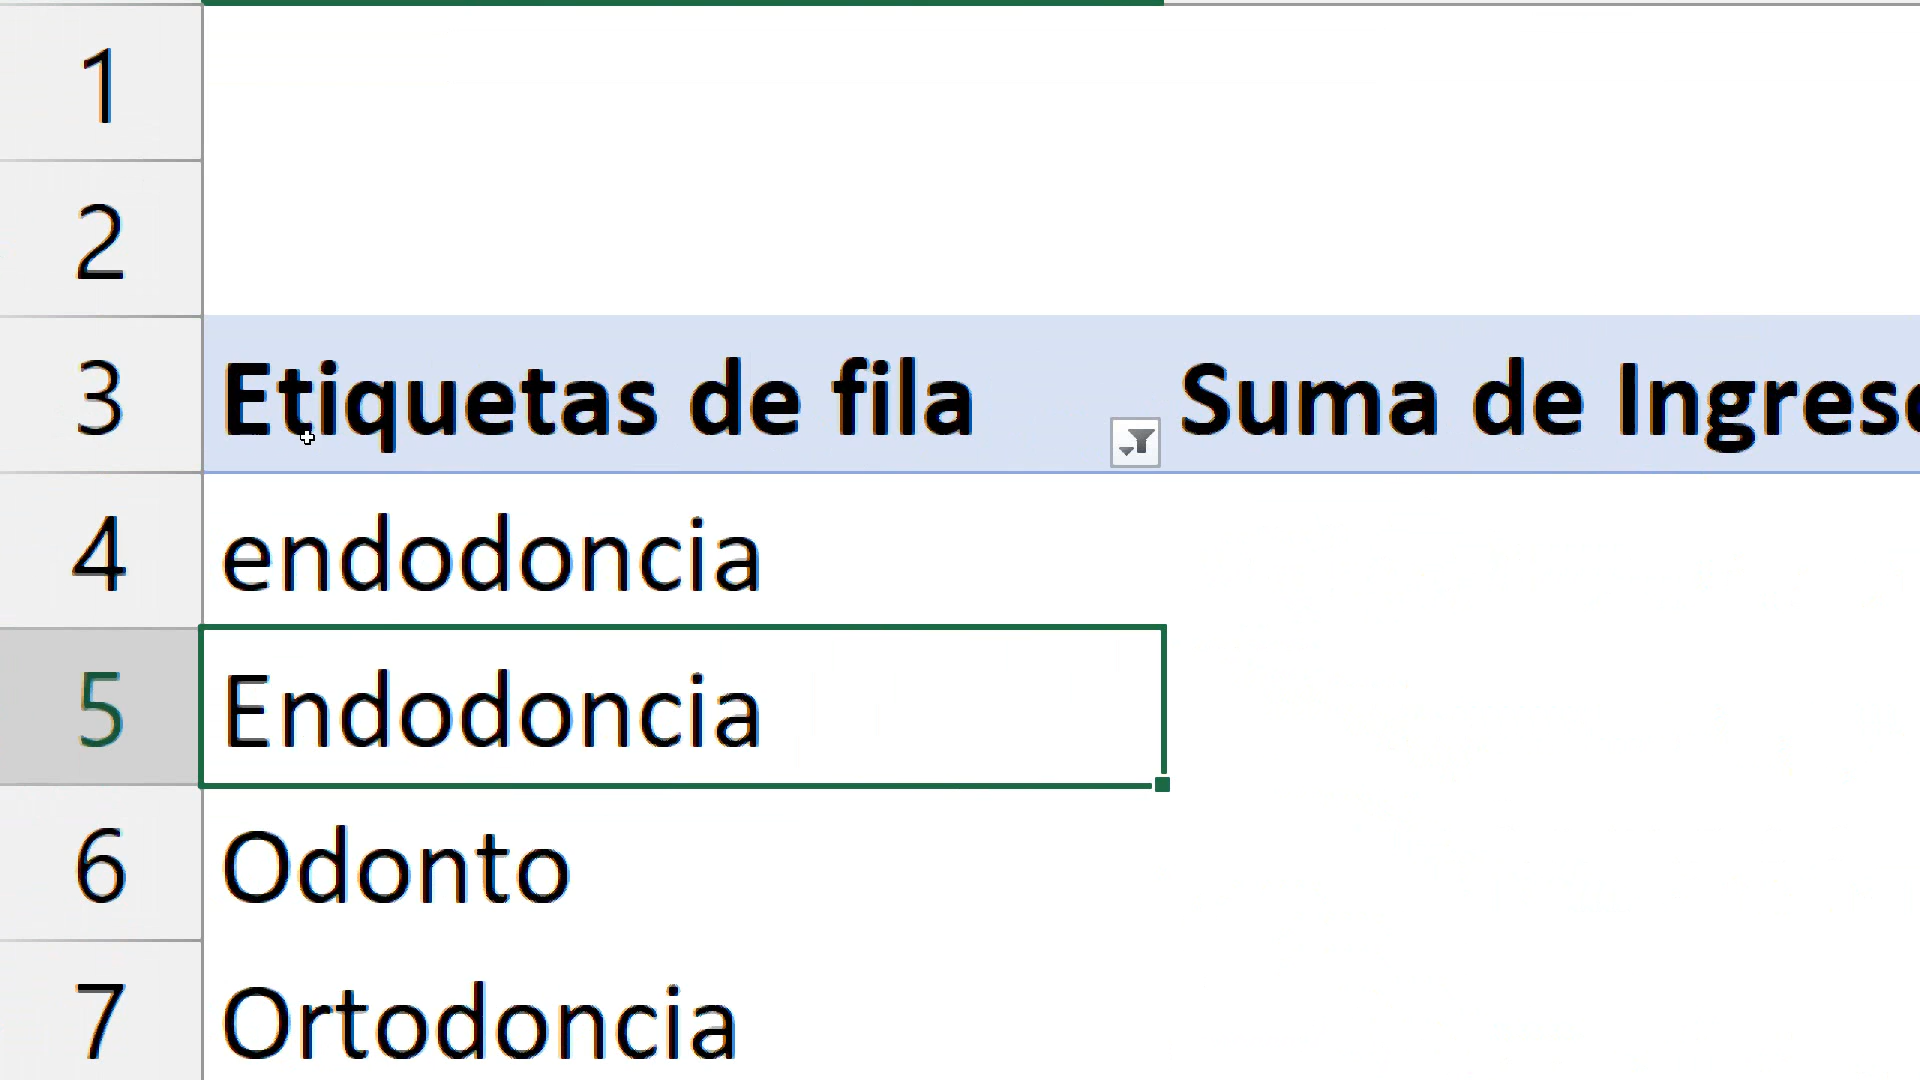 1
2
3 Etiquetas de fila Suma de Ingres
4 endodoncia
5 Endodoncia
6 Odonto
7 Ortodoncia